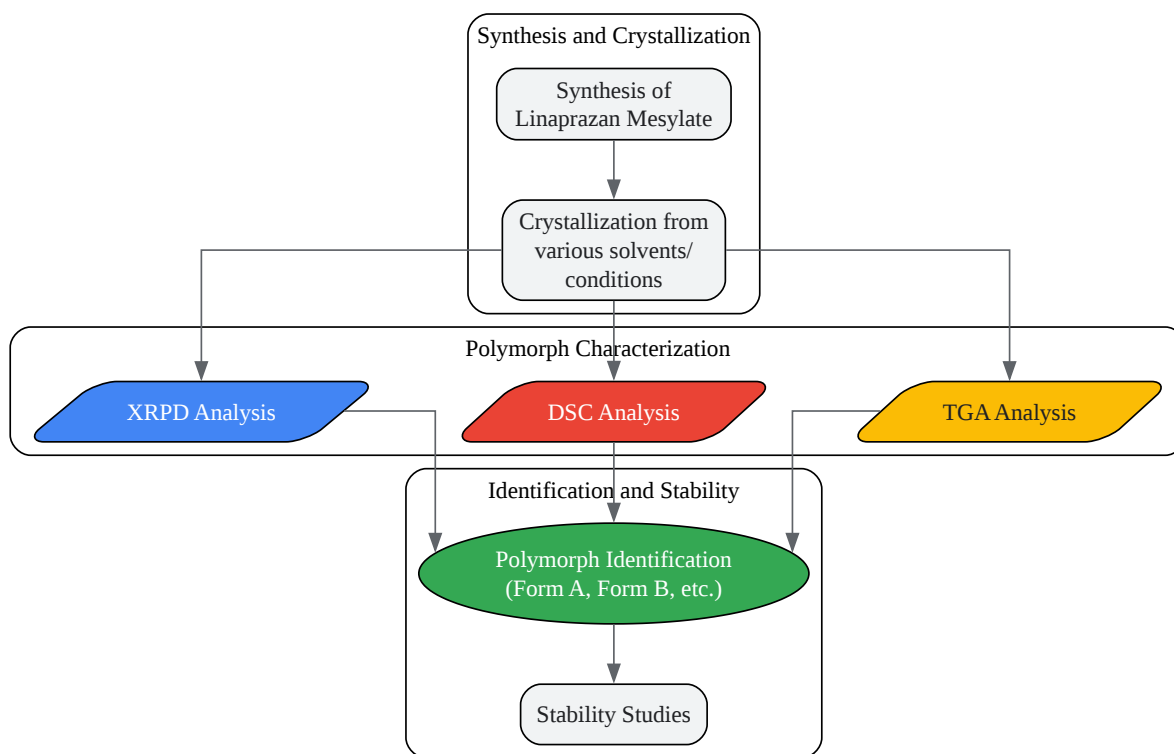 Synthesis and Crystallization
Synthesis of
Linaprazan Mesylate
Crystallization from
various solvents/
conditions
Polymorph Characterization
XRPD Analysis
DSC Analysis
TGA Analysis
Identification and Stability
Polymorph Identification
(Form A, Form B, etc.)
Stability Studies